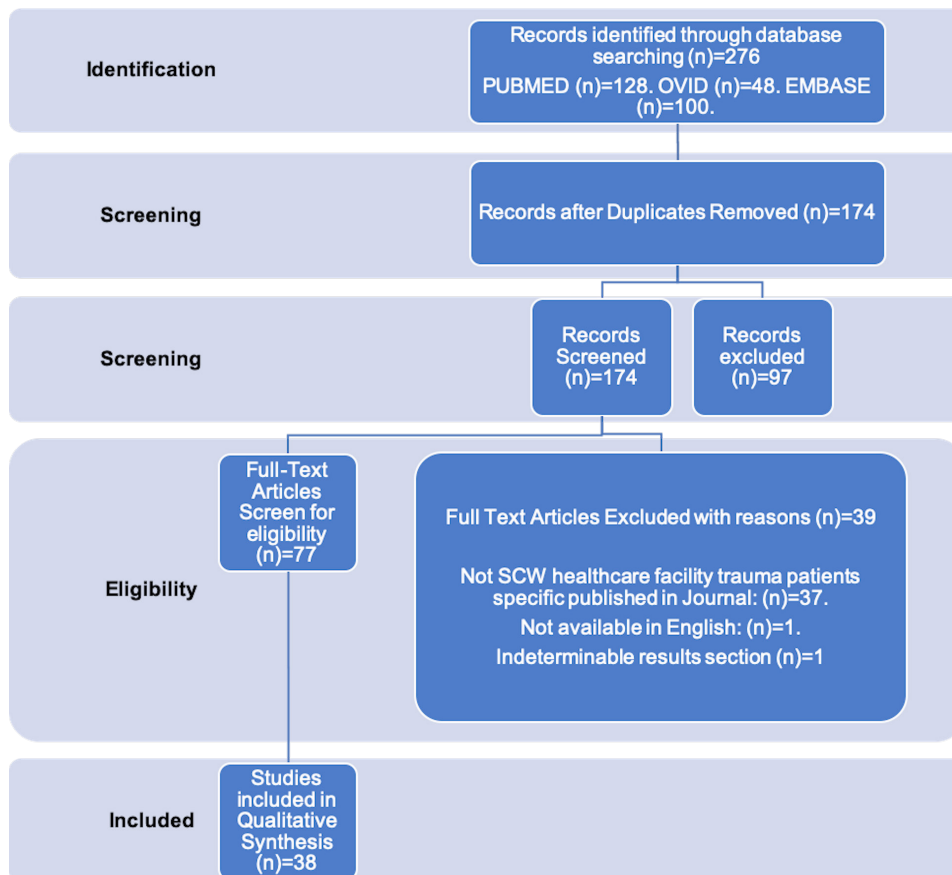 Identification
Records identified through database
searching (n)=276
PUBMED (n)=128. OVID (n)=48. EMBASE
(n)=100.
Screening
Records after Duplicates Removed (n)=174
Screening
Records
Screened
(n)=174
Records
excluded
(n)=97
Eligibility
Full-Text
Articles
Screen for
eligibility
(n)=77
Full Text Articles Excluded with reasons (n)=39
Not SCW healthcare facility trauma patients
specific published in Journal: (n)=37.
Not available in English: (n)=1.
Indeterminable results section (n)=1
Included
Studies
included in
Qualitative
Synthesis
(n)=38